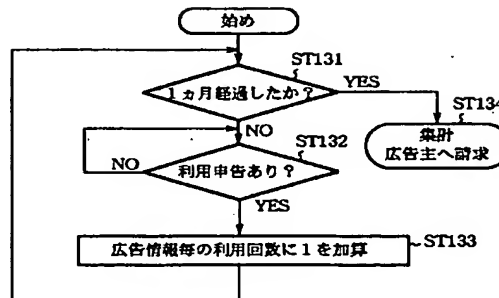 始め
ST131
1ヵ月経過したか?
YES
ST134
集計
広告主へ請求
NO
ST132
利用申告あり?
NO
YES
広告情報毎の利用回数に1を加算
ST133